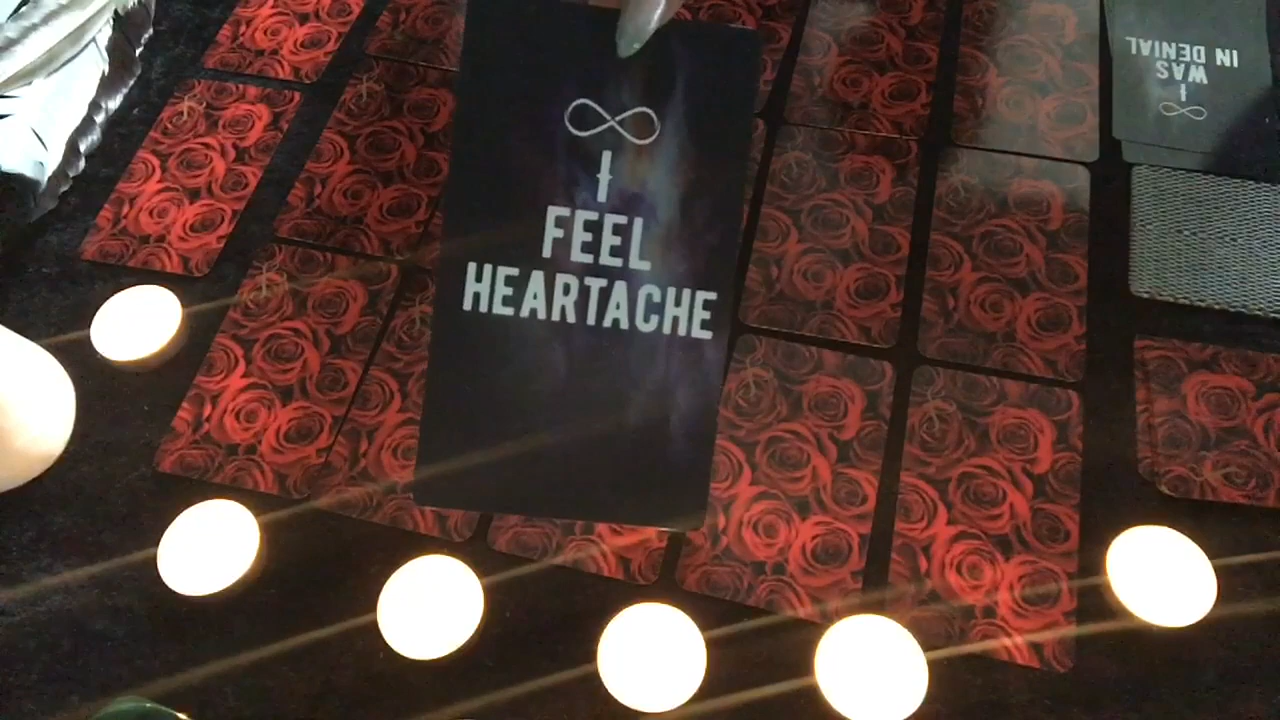 I
FEEL
HEARTACHE
I
WAS
IN DENIAL